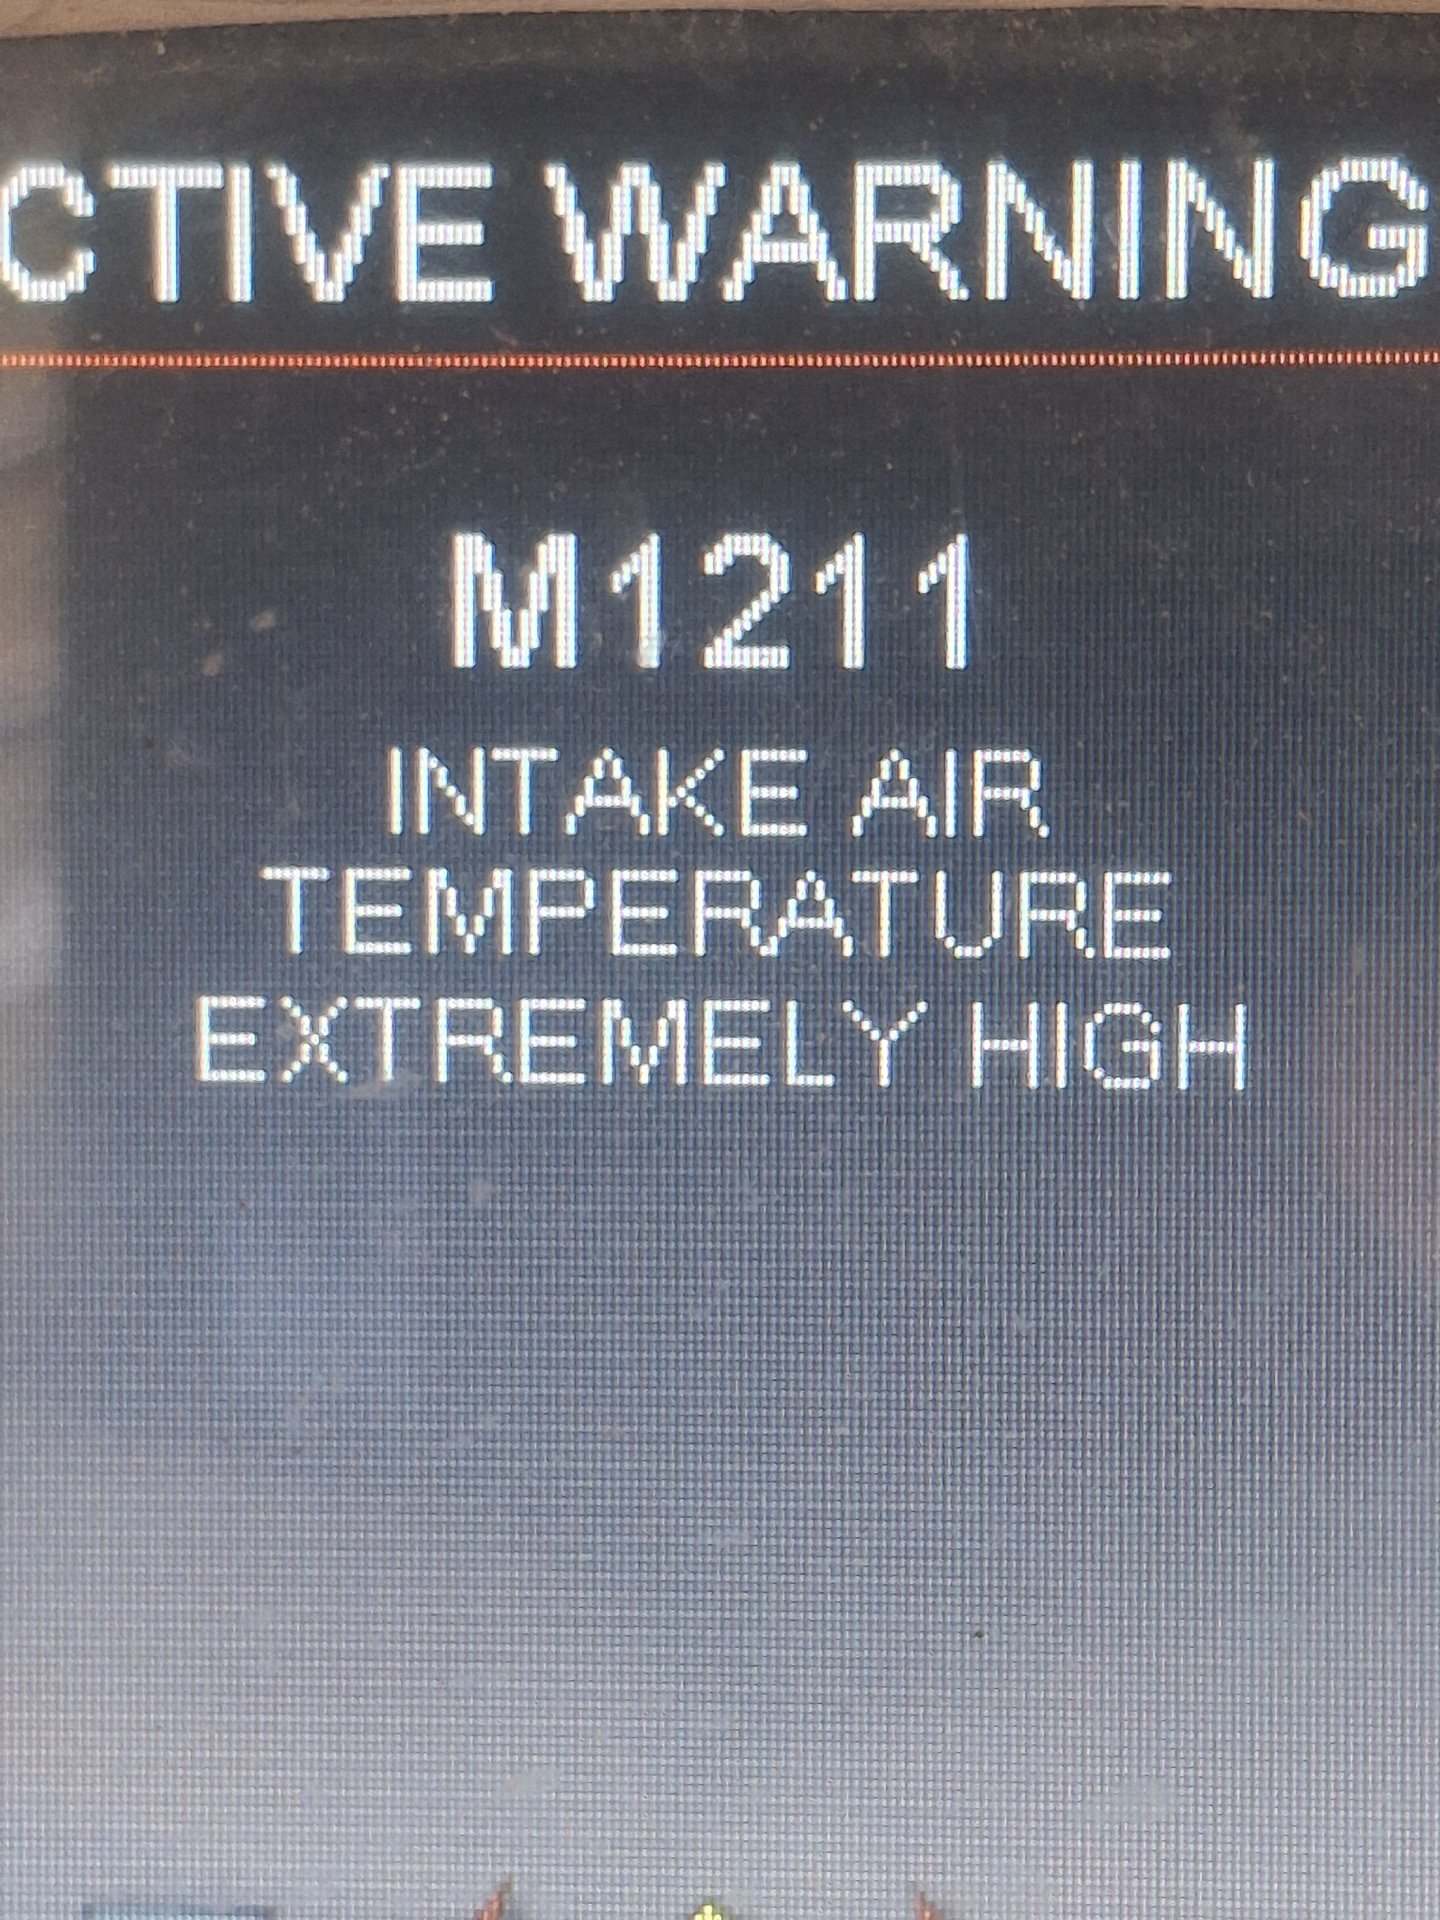 CTIVE WARNING
M1211
INTAKE AIR
TEMPERATURE
EXTREMELY HIGH